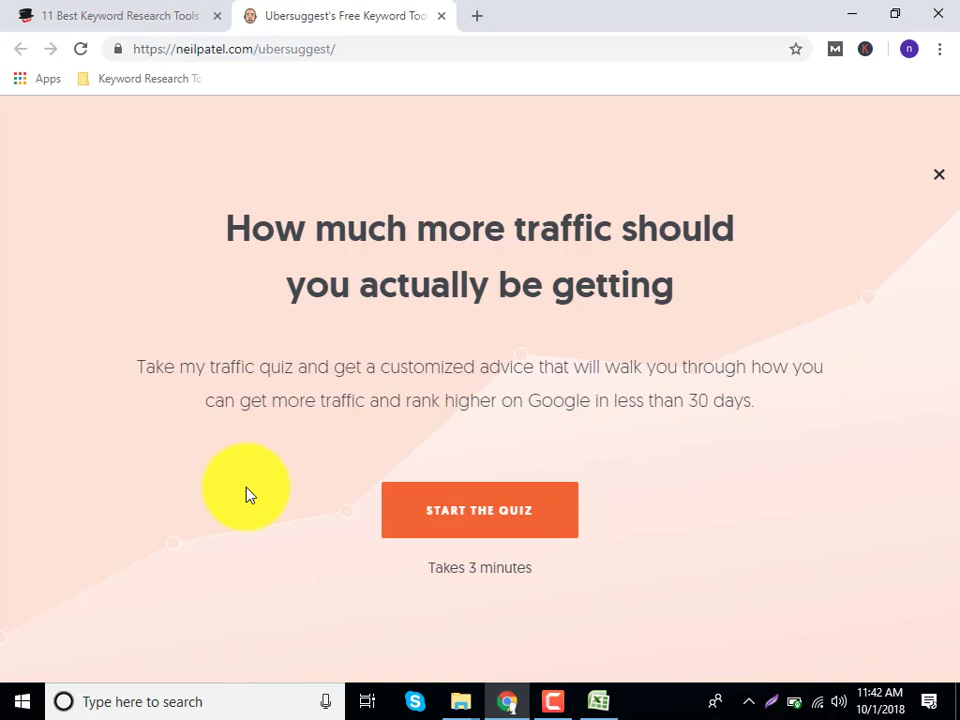 11 Best Keyword Research Tools
Ubersuggest's Free Keyword Too
https://neilpatel.com/ubersuggest/
M
K
n
Apps
Keyword Research To
How much more traffic should
you actually be getting
Take my traffic quiz and get a customized advice that will walk you through how you
can get more traffic and rank higher on Google in less than 30 days.
START THE QUIZ
Takes 3 minutes
Type here to search
11:42 AM
10/1/2018